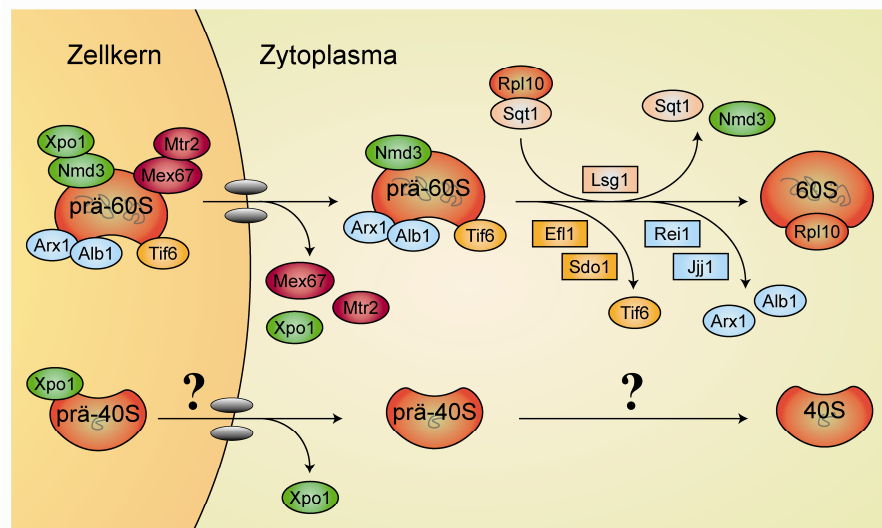 Zellkern
Zytoplasma
Xpo1
Nmd3
Mtr2
Mex67
prä-60S
Arx1
Alb1
Tif6
Mex67
Mtr2
Xpo1
Nmd3
prä-60S
Arx1
Alb1
Tif6
Rpl10
Sqt1
Lsg1
Sqt1
Nmd3
Efl1
Sdo1
Tif6
Rei1
Jjj1
Arx1
Alb1
60S
Rpl10
Xpo1
prä-40S
?
Xpo1
prä-40S
?
40S